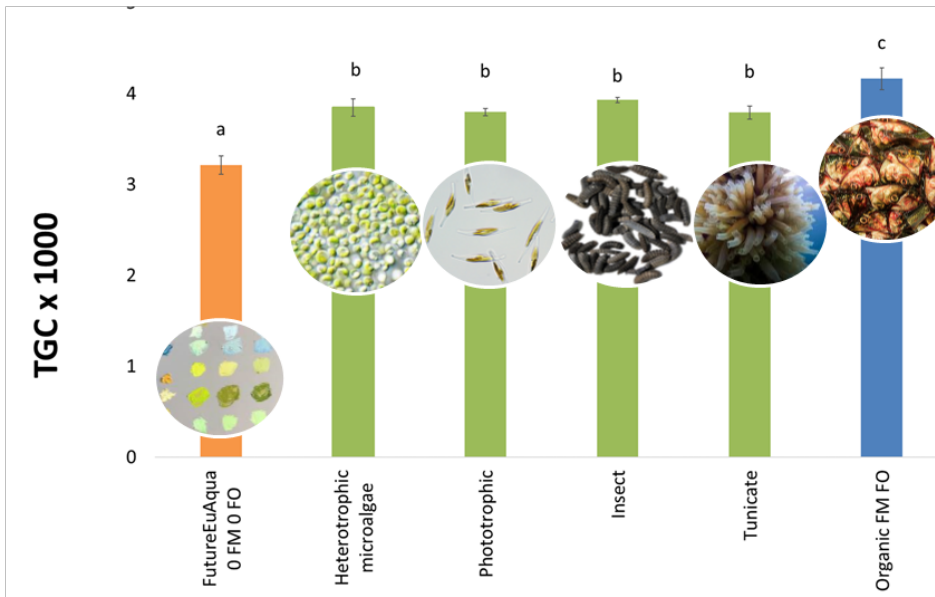 a
b
b
b
b
c
4
3
2
1
0
TGC x 1000
FutureEuAqua
0 FM 0 FO
Heterotrophic
microalgae
Phototrophic
Insect
Tunicate
Organic FM FO